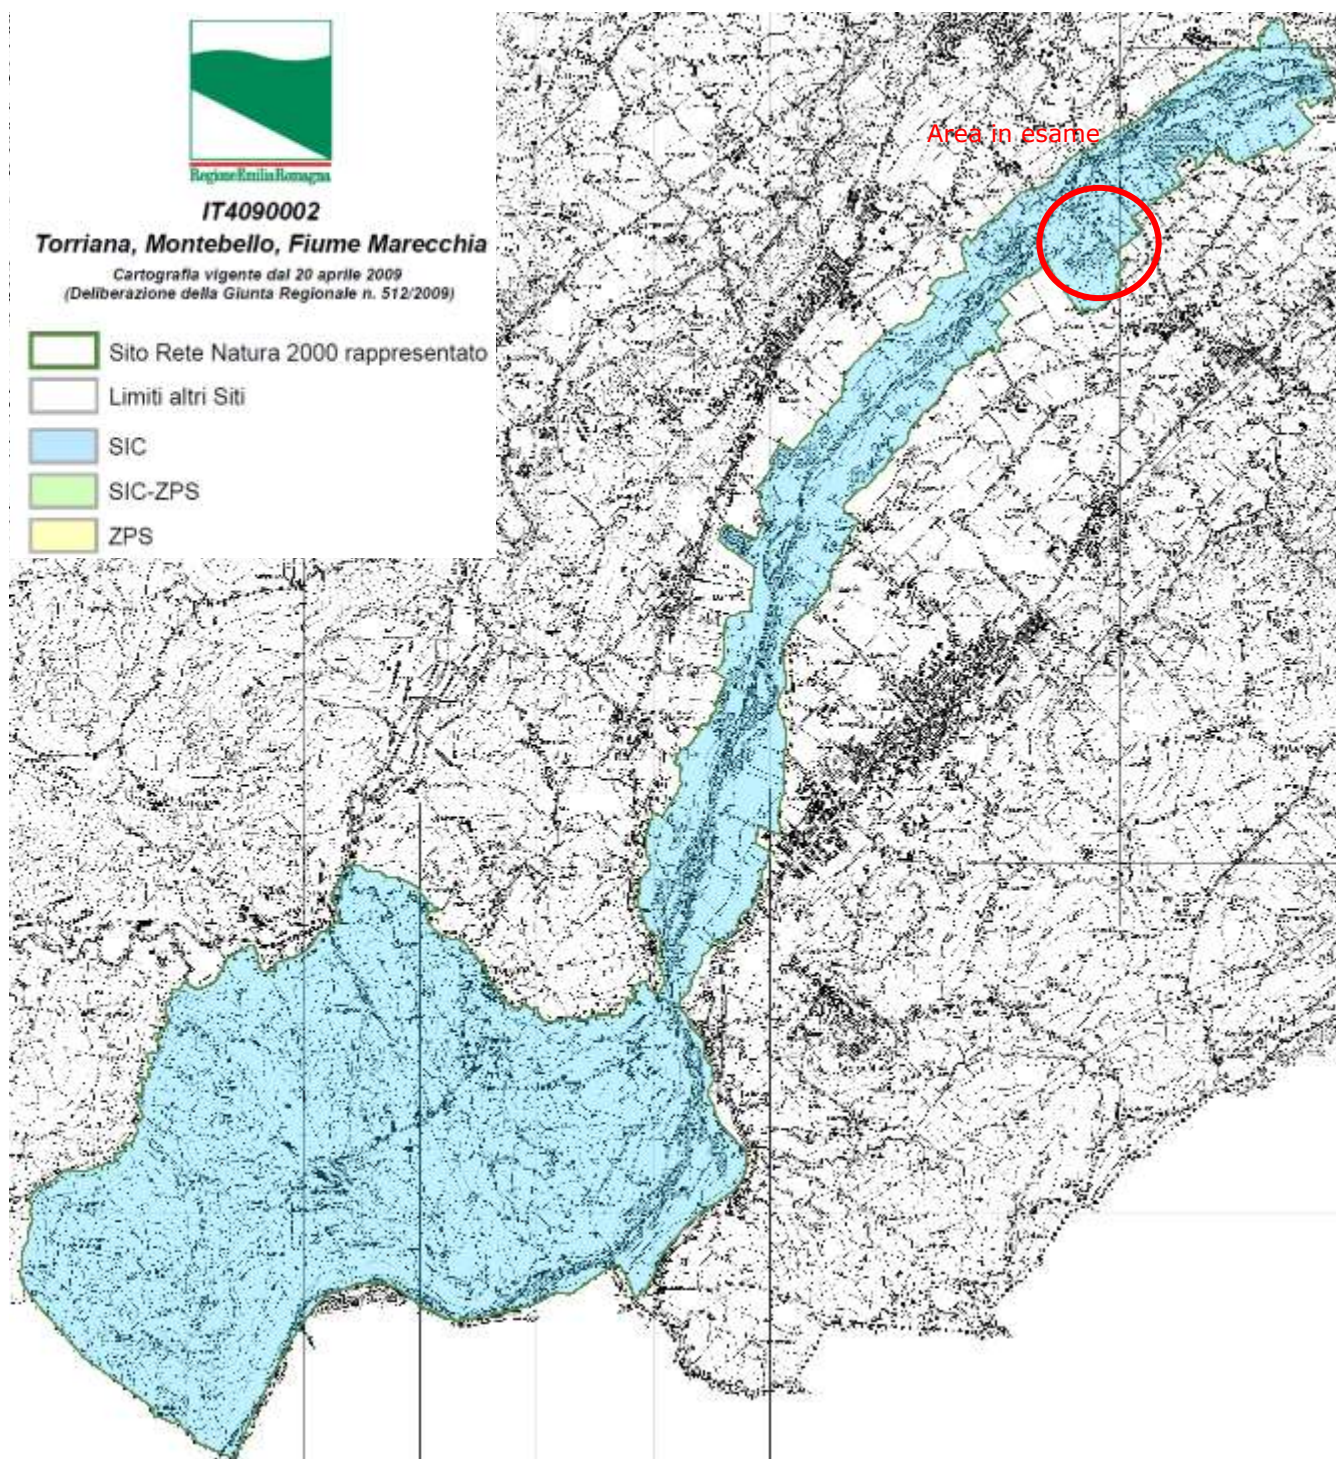 RegioneEmiliaRomagna
IT4090002
Torriana, Montebello, Fiume Marecchia
Cartografia vigente dal 20 aprile 2009
(Deliberazione della Giunta Regionale n. 512/2009)
Sito Rete Natura 2000 rappresentato
Limiti altri Siti
SIC
SIC-ZPS
ZPS
Area in esame